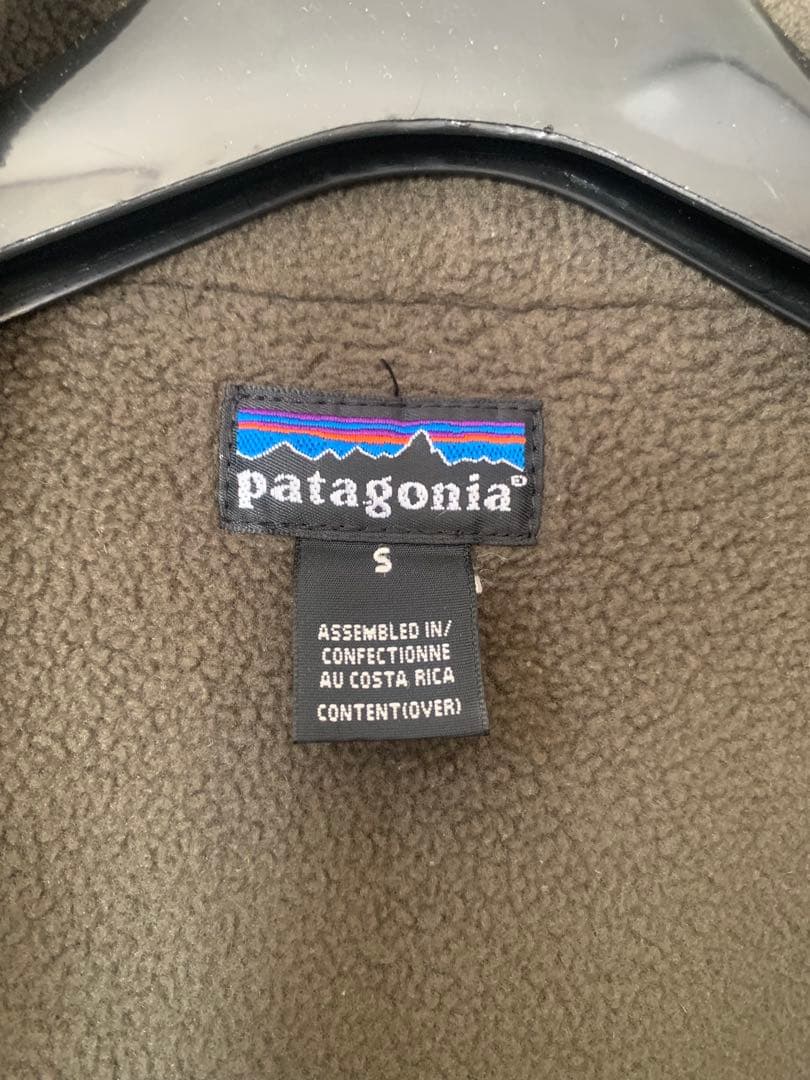 patagonia®
S
ASSEMBLED IN/
CONFECTIONNE
AU COSTA RICA
CONTENT(OVER)